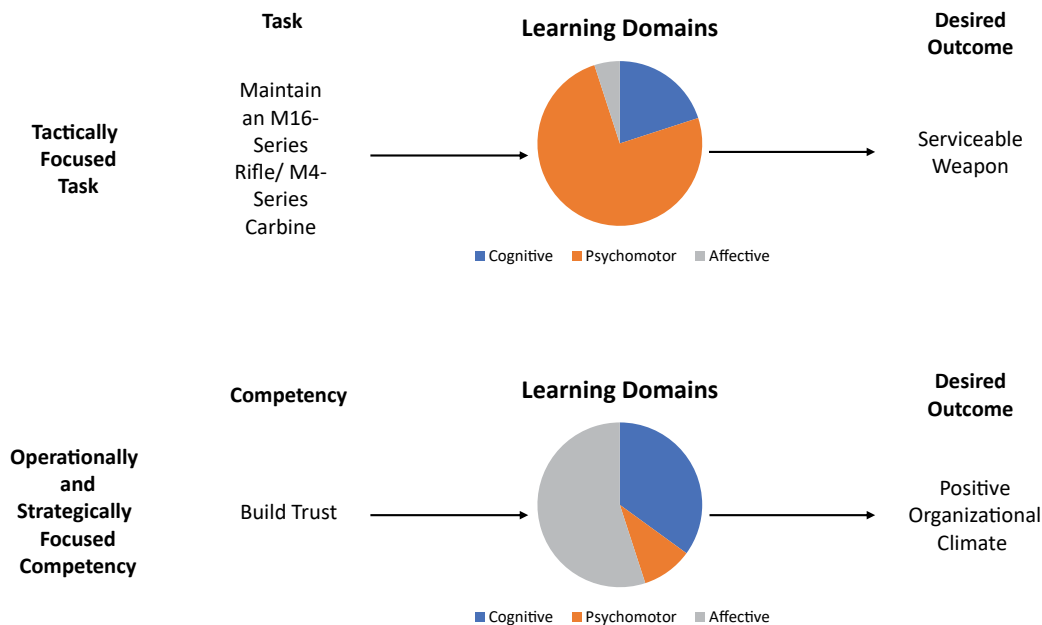 Task
Learning Domains
Desired
Outcome
Tactically
Focused
Task
Maintain
an M16-
Series
Rifle/ M4-
Series
Carbine
Serviceable
Weapon
Cognitive Psychomotor Affective
Competency
Learning Domains
Desired
Outcome
Operationally
and
Strategically
Focused
Competency
Build Trust
Positive
Organizational
Climate
Cognitive Psychomotor Affective